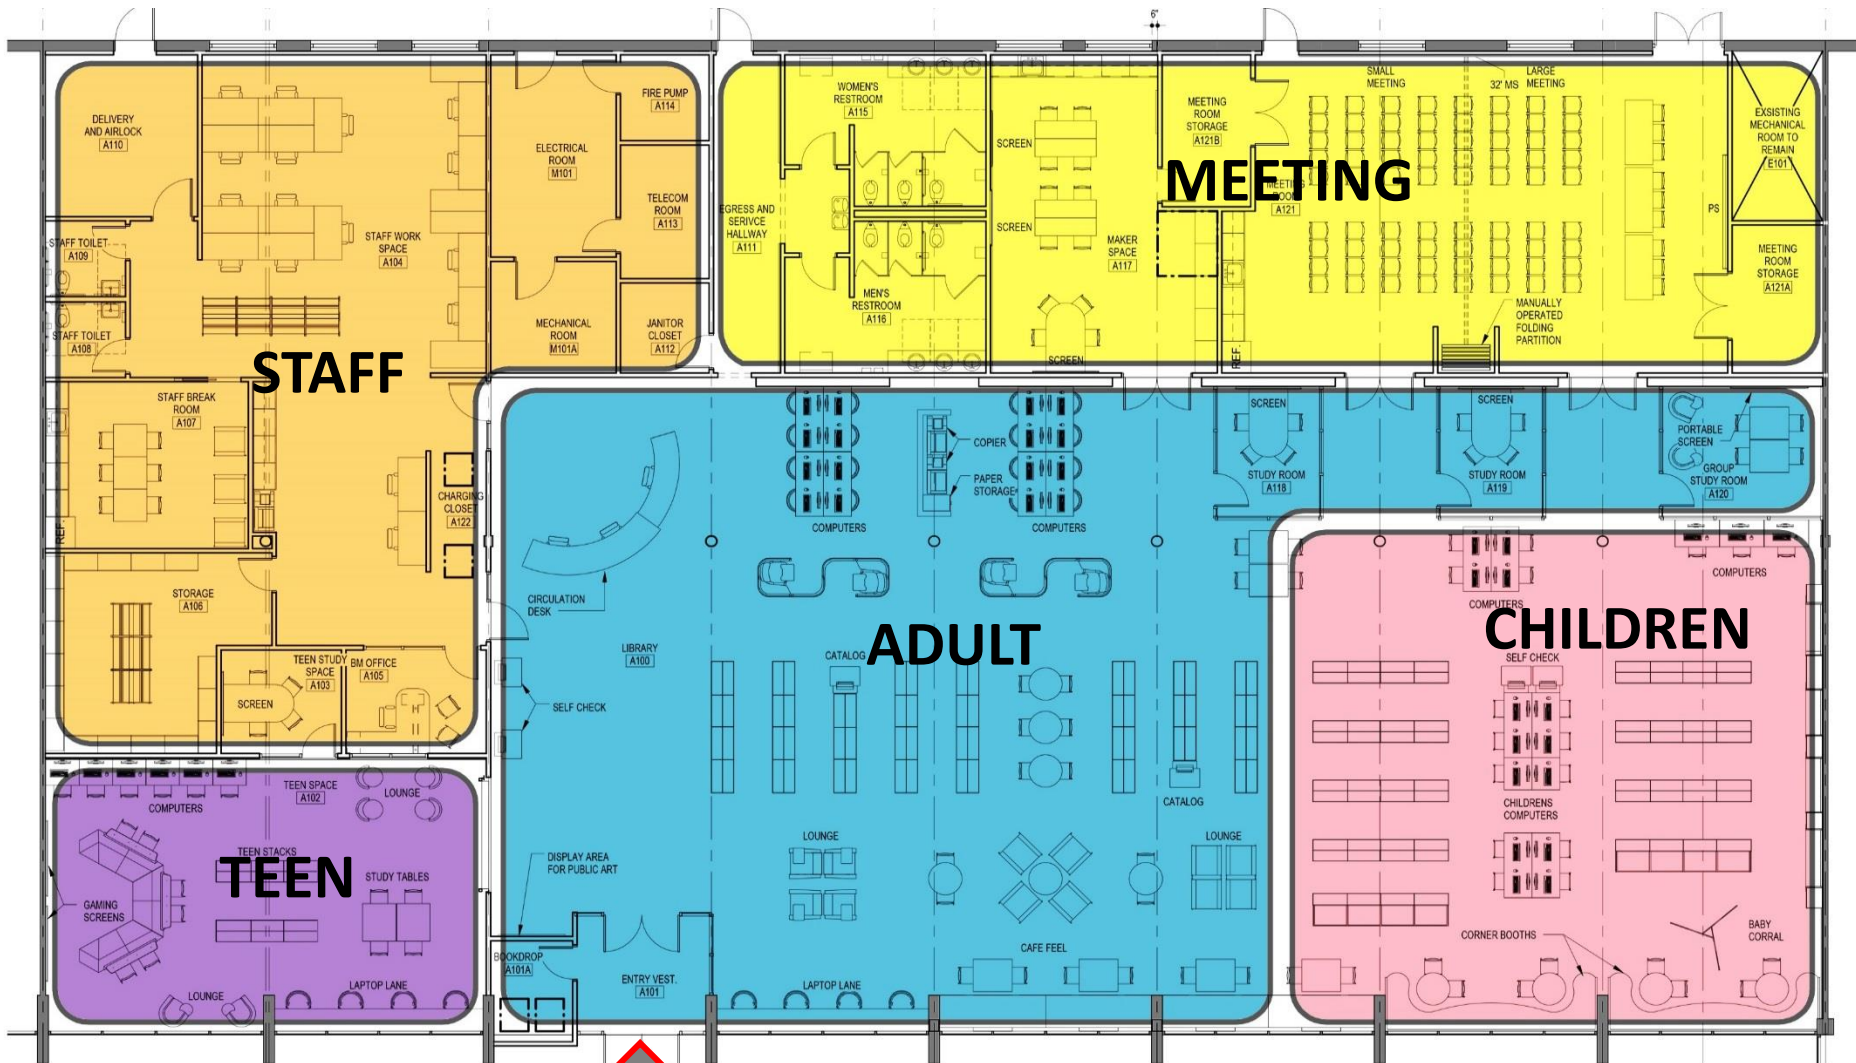 6"
DELIVERY
AND AIRLOCK
A110
STAFF TOILET
A109
STAFF TOILET
A108
STAFF WORK
SPACE
A104
ELECTRICAL
ROOM
M101
FIRE PUMP
A114
TELECOM
ROOM
A113
MECHANICAL
ROOM
M101A
JANITOR
CLOSET
A112
STAFF
STAFF BREAK
ROOM
A107
REF.
CHARGING
CLOSET
A122
STORAGE
A106
TEEN STUDY
SPACE
A103
SCREEN
BM OFFICE
A105
EGRESS AND
SERIVCE
HALLWAY
A111
WOMEN'S
RESTROOM
A115
MEN'S
RESTROOM
A116
SCREEN
SCREEN
MAKER
SPACE
A117
SCREEN
MEETING
ROOM
STORAGE
A121B
MEETING
MEETING
ROOM
A121
SMALL
MEETING
32' MS
LARGE
MEETING
PS
REF.
MANUALLY
OPERATED
FOLDING
PARTITION
EXSISTING
MECHANICAL
ROOM TO
REMAIN
E101
MEETING
ROOM
STORAGE
A121A
COMPUTERS
COPIER
PAPER
STORAGE
COMPUTERS
SCREEN
STUDY ROOM
A118
SCREEN
STUDY ROOM
A119
PORTABLE
SCREEN
GROUP
STUDY ROOM
A120
CIRCULATION
DESK
LIBRARY
A100
SELF CHECK
CATALOG
ADULT
CATALOG
LOUNGE
LOUNGE
DISPLAY AREA
FOR PUBLIC ART
BOOKDROP
A101A
ENTRY VEST.
A101
CAFE FEEL
LAPTOP LANE
COMPUTERS
COMPUTERS
CHILDREN
SELF CHECK
CHILDRENS
COMPUTERS
CORNER BOOTHS
BABY
CORRAL
COMPUTERS
TEEN SPACE
A102
LOUNGE
TEEN STACKS
TEEN
STUDY TABLES
GAMING
SCREENS
LOUNGE
LAPTOP LANE